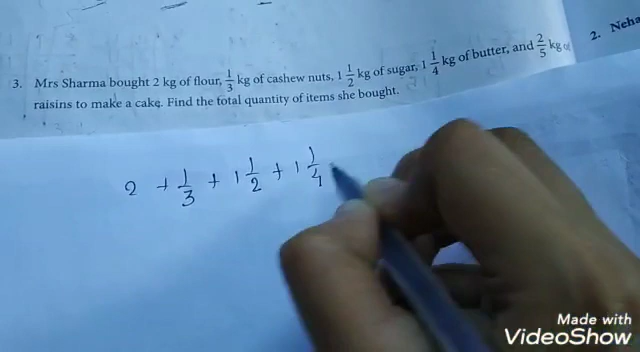 2. Neha
3. Mrs Sharma bought 2 kg of flour, 1/3 kg of cashew nuts, 1 1/2 kg of sugar, 1 1/4 kg of butter, and 2/5 kg of
raisins to make a cake. Find the total quantity of items she bought.
2 + 1/3 + 1 1/2 + 1 1/4
Made with
VideoShow